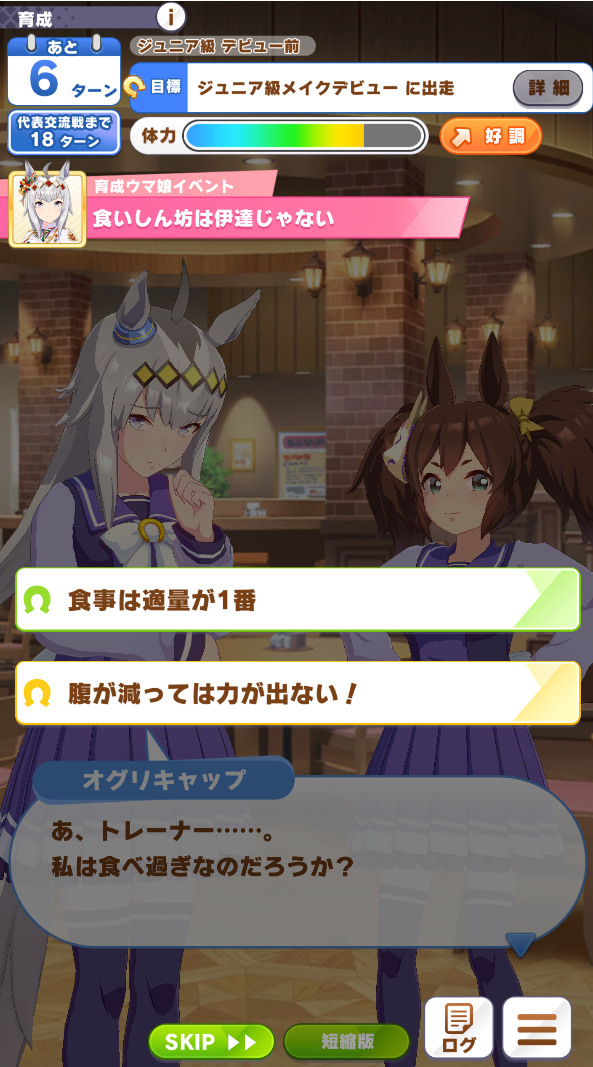 育成
i
あと
6
ターン
ジュニア級 デビュー前
目標
ジュニア級メイクデビュー に出走
詳細
代表交流戦まで
18 ターン
体力
好調
育成ウマ娘イベント
食いしん坊は伊達じゃない
食事は適量が1番
腹が減っては力が出ない！
オグリキャップ
あ、トレーナー……。
私は食べ過ぎなのだろうか？
SKIP
短縮版
ログ